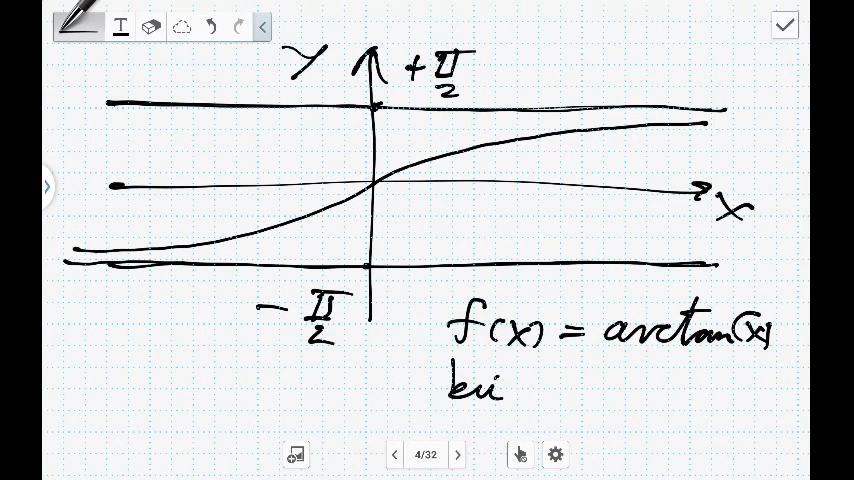 T
y
+π/2
x
-π/2
f(x) = arctan(x)
4/32